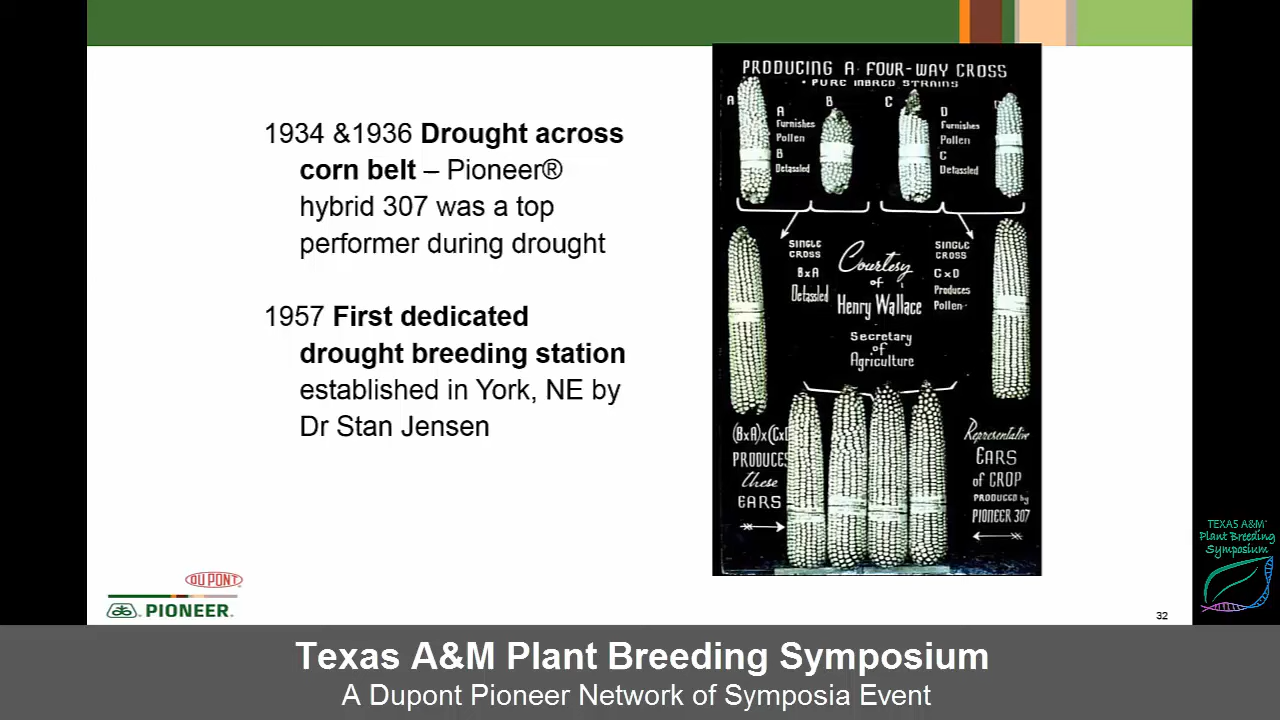 1934 &1936 Drought across
corn belt – Pioneer®
hybrid 307 was a top
performer during drought
1957 First dedicated
drought breeding station
established in York, NE by
Dr Stan Jensen
PRODUCING A FOUR-WAY CROSS
• PURE INBRED STRAINS
A
B
C
A
Furnishes
Pollen
B
Detassled
D
Furnishes
Pollen
C
Detassled
SINGLE
CROSS
BxA
Detassled
Courtesy
of
Henry Wallace
Secretary
of
Agriculture
SINGLE
CROSS
CxD
Produces
Pollen
(BxA)x(CxD
PRODUCES
these
EARS
Representative
EARS
of CROP
PRODUCED by
PIONEER 307
DUPONT
PIONEER.
32
TEXAS A&M
Plant Breeding
Symposium
Texas A&M Plant Breeding Symposium
A Dupont Pioneer Network of Symposia Event